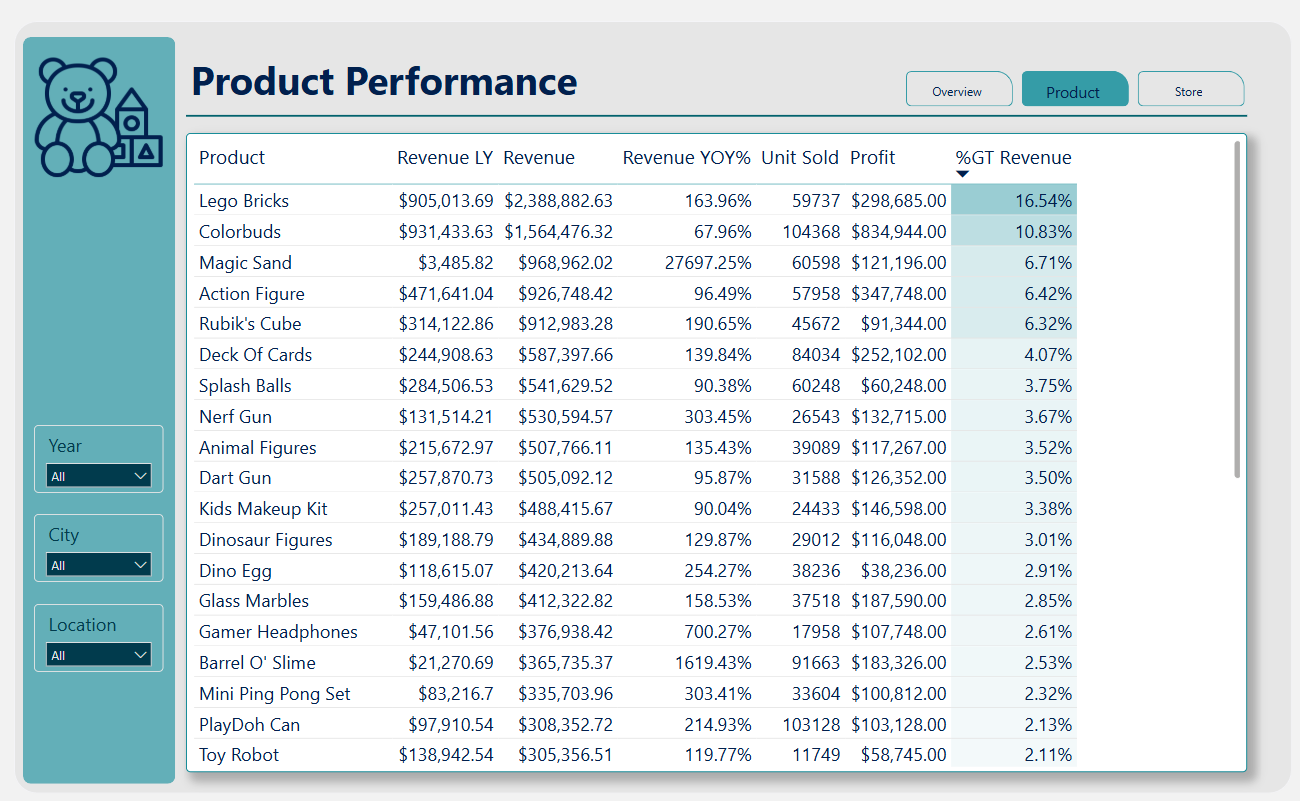 Product Performance
Overview
Product
Store
Product Revenue LY Revenue Revenue YOY% Unit Sold Profit %GT Revenue
Lego Bricks $905,013.69 $2,388,882.63 163.96% 59737 $298,685.00 16.54%
Colorbuds $931,433.63 $1,564,476.32 67.96% 104368 $834,944.00 10.83%
Magic Sand $3,485.82 $968,962.02 27697.25% 60598 $121,196.00 6.71%
Action Figure $471,641.04 $926,748.42 96.49% 57958 $347,748.00 6.42%
Rubik's Cube $314,122.86 $912,983.28 190.65% 45672 $91,344.00 6.32%
Deck Of Cards $244,908.63 $587,397.66 139.84% 84034 $252,102.00 4.07%
Splash Balls $284,506.53 $541,629.52 90.38% 60248 $60,248.00 3.75%
Nerf Gun $131,514.21 $530,594.57 303.45% 26543 $132,715.00 3.67%
Animal Figures $215,672.97 $507,766.11 135.43% 39089 $117,267.00 3.52%
Dart Gun $257,870.73 $505,092.12 95.87% 31588 $126,352.00 3.50%
Kids Makeup Kit $257,011.43 $488,415.67 90.04% 24433 $146,598.00 3.38%
Dinosaur Figures $189,188.79 $434,889.88 129.87% 29012 $116,048.00 3.01%
Dino Egg $118,615.07 $420,213.64 254.27% 38236 $38,236.00 2.91%
Glass Marbles $159,486.88 $412,322.82 158.53% 37518 $187,590.00 2.85%
Gamer Headphones $47,101.56 $376,938.42 700.27% 17958 $107,748.00 2.61%
Barrel O' Slime $21,270.69 $365,735.37 1619.43% 91663 $183,326.00 2.53%
Mini Ping Pong Set $83,216.7 $335,703.96 303.41% 33604 $100,812.00 2.32%
PlayDoh Can $97,910.54 $308,352.72 214.93% 103128 $103,128.00 2.13%
Toy Robot $138,942.54 $305,356.51 119.77% 11749 $58,745.00 2.11%
Year
All
City
All
Location
All